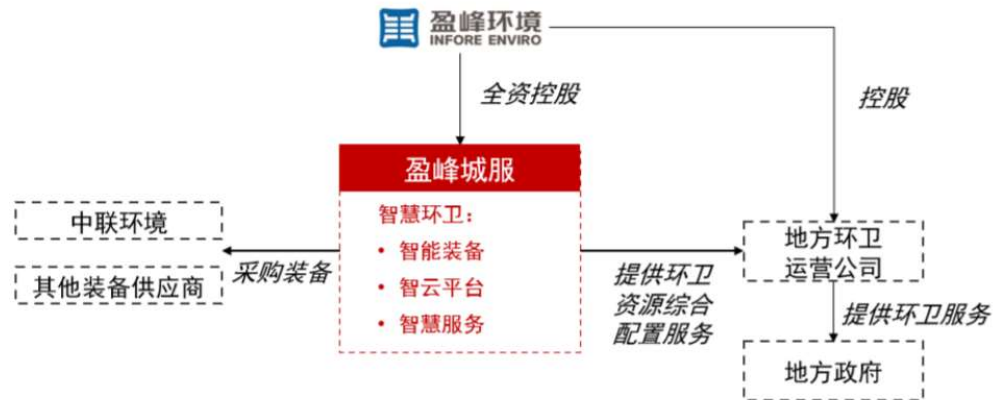 盈峰环境
INFORE ENVIRO
全资控股
控股
盈峰城服
智慧环卫：
• 智能装备
• 智云平台
• 智慧服务
中联环境
其他装备供应商
采购装备
提供环卫
资源综合
配置服务
地方环卫
运营公司
提供环卫服务
地方政府